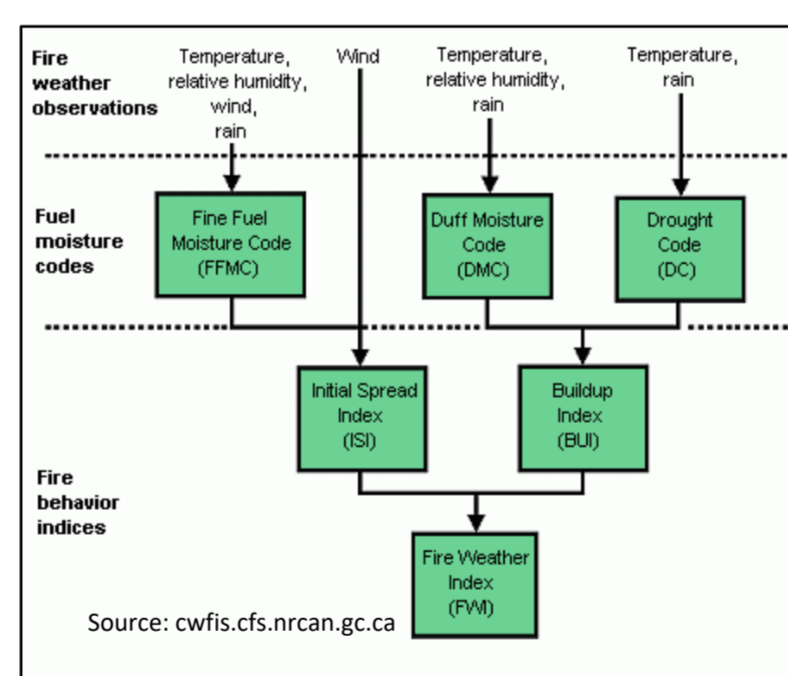 Fire
weather
observations
Temperature,
relative humidity,
wind,
rain
Wind
Temperature,
relative humidity,
rain
Temperature,
rain
Fuel
moisture
codes
Fine Fuel
Moisture Code
(FFMC)
Duff Moisture
Code
(DMC)
Drought
Code
(DC)
Fire
behavior
indices
Initial Spread
Index
(ISI)
Buildup
Index
(BUI)
Fire Weather
Index
(FWI)
Source: cwfis.cfs.nrcan.gc.ca